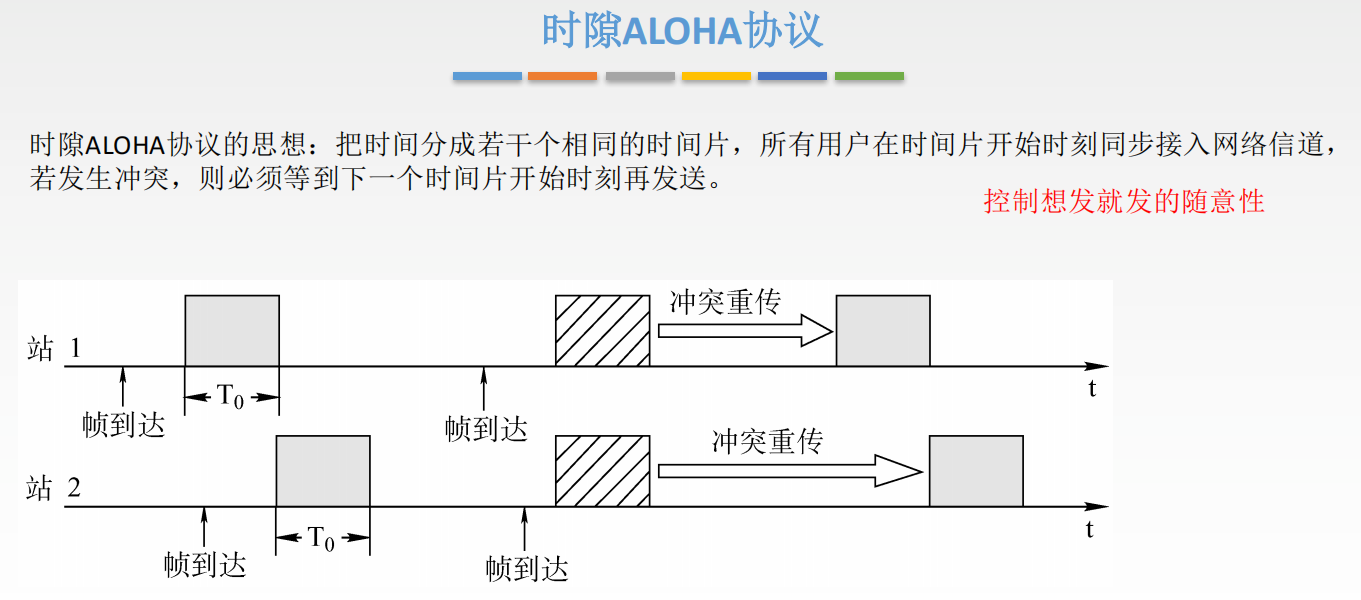 时隙ALOHA协议
时隙ALOHA协议的思想：把时间分成若干个相同的时间片，所有用户在时间片开始时刻同步接入网络信道，
若发生冲突，则必须等到下一个时间片开始时刻再发送。
控制想发就发的随意性
冲突重传
站 1
T₀
t
帧到达
帧到达
冲突重传
站 2
T₀
t
帧到达
帧到达